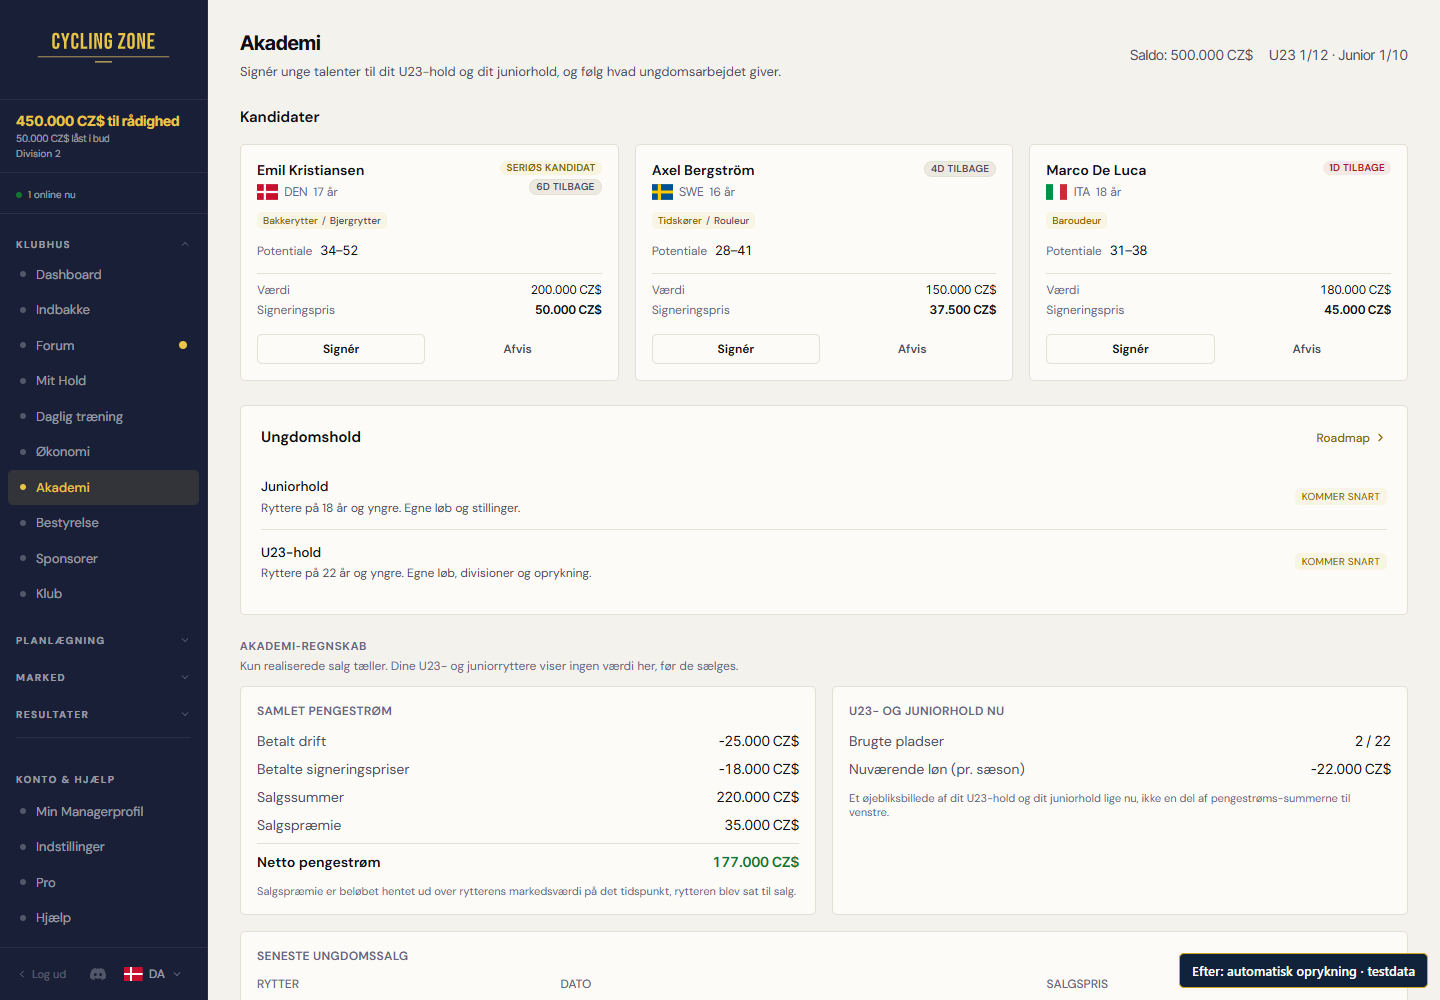 CYCLING ZONE
450.000 CZ$ til rådighed
50.000 CZ$ låst i bud
Division 2
1 online nu
KLUBHUS
Dashboard
Indbakke
Forum
Mit Hold
Daglig træning
Økonomi
Akademi
Bestyrelse
Sponsorer
Klub
PLANLÆGNING
MARKED
RESULTATER
KONTO & HJÆLP
Min Managerprofil
Indstillinger
Pro
Hjælp
Log ud
DA
Akademi
Signér unge talenter til dit U23-hold og dit juniorhold, og følg hvad ungdomsarbejdet giver.
Saldo: 500.000 CZ$ U23 1/12 · Junior 1/10
Kandidater
Emil Kristiansen
SERIØS KANDIDAT
6D TILBAGE
DEN 17 år
Bakkerytter / Bjergrytter
Potentiale 34–52
Værdi 200.000 CZ$
Signeringspris 50.000 CZ$
Signér Afvis
Axel Bergström
4D TILBAGE
SWE 16 år
Tidskører / Rouleur
Potentiale 28–41
Værdi 150.000 CZ$
Signeringspris 37.500 CZ$
Signér Afvis
Marco De Luca
1D TILBAGE
ITA 18 år
Baroudeur
Potentiale 31–38
Værdi 180.000 CZ$
Signeringspris 45.000 CZ$
Signér Afvis
Ungdomshold
Roadmap
Juniorhold
Ryttere på 18 år og yngre. Egne løb og stillinger.
KOMMER SNART
U23-hold
Ryttere på 22 år og yngre. Egne løb, divisioner og oprykning.
KOMMER SNART
AKADEMI-REGNSKAB
Kun realiserede salg tæller. Dine U23- og juniorryttere viser ingen værdi her, før de sælges.
SAMLET PENGESTRØM
Betalt drift -25.000 CZ$
Betalte signeringspriser -18.000 CZ$
Salgssummer 220.000 CZ$
Salgspræmie 35.000 CZ$
Netto pengestrøm 177.000 CZ$
Salgspræmie er beløbet hentet ud over rytterens markedsværdi på det tidspunkt, rytteren blev sat til salg.
U23- OG JUNIORHOLD NU
Brugte pladser 2 / 22
Nuværende løn (pr. sæson) -22.000 CZ$
Et øjebliksbillede af dit U23-hold og dit juniorhold lige nu, ikke en del af pengestrøms-summerne til
venstre.
SENESTE UNGDOMSSALG
RYTTER DATO SALGSPRIS
Efter: automatisk oprykning · testdata